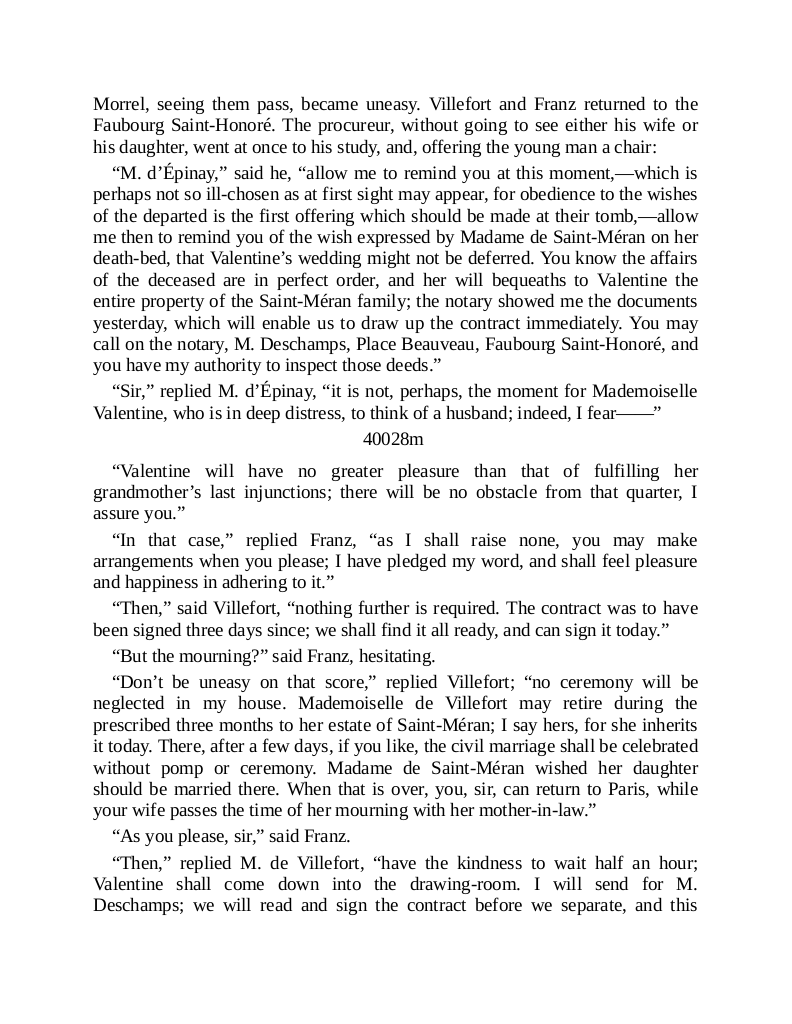 Morrel, seeing them pass, became uneasy. Villefort and Franz returned to the
Faubourg Saint-Honoré. The procureur, without going to see either his wife or
his daughter, went at once to his study, and, offering the young man a chair:
“M. d’Épinay,” said he, “allow me to remind you at this moment,—which is
perhaps not so ill-chosen as at first sight may appear, for obedience to the wishes
of the departed is the first offering which should be made at their tomb,—allow
me then to remind you of the wish expressed by Madame de Saint-Méran on her
death-bed, that Valentine’s wedding might not be deferred. You know the affairs
of the deceased are in perfect order, and her will bequeaths to Valentine the
entire property of the Saint-Méran family; the notary showed me the documents
yesterday, which will enable us to draw up the contract immediately. You may
call on the notary, M. Deschamps, Place Beauveau, Faubourg Saint-Honoré, and
you have my authority to inspect those deeds.”
“Sir,” replied M. d’Épinay, “it is not, perhaps, the moment for Mademoiselle
Valentine, who is in deep distress, to think of a husband; indeed, I fear——”
40028m
“Valentine will have no greater pleasure than that of fulfilling her
grandmother’s last injunctions; there will be no obstacle from that quarter, I
assure you.”
“In that case,” replied Franz, “as I shall raise none, you may make
arrangements when you please; I have pledged my word, and shall feel pleasure
and happiness in adhering to it.”
“Then,” said Villefort, “nothing further is required. The contract was to have
been signed three days since; we shall find it all ready, and can sign it today.”
“But the mourning?” said Franz, hesitating.
“Don’t be uneasy on that score,” replied Villefort; “no ceremony will be
neglected in my house. Mademoiselle de Villefort may retire during the
prescribed three months to her estate of Saint-Méran; I say hers, for she inherits
it today. There, after a few days, if you like, the civil marriage shall be celebrated
without pomp or ceremony. Madame de Saint-Méran wished her daughter
should be married there. When that is over, you, sir, can return to Paris, while
your wife passes the time of her mourning with her mother-in-law.”
“As you please, sir,” said Franz.
“Then,” replied M. de Villefort, “have the kindness to wait half an hour;
Valentine shall come down into the drawing-room. I will send for M.
Deschamps; we will read and sign the contract before we separate, and this